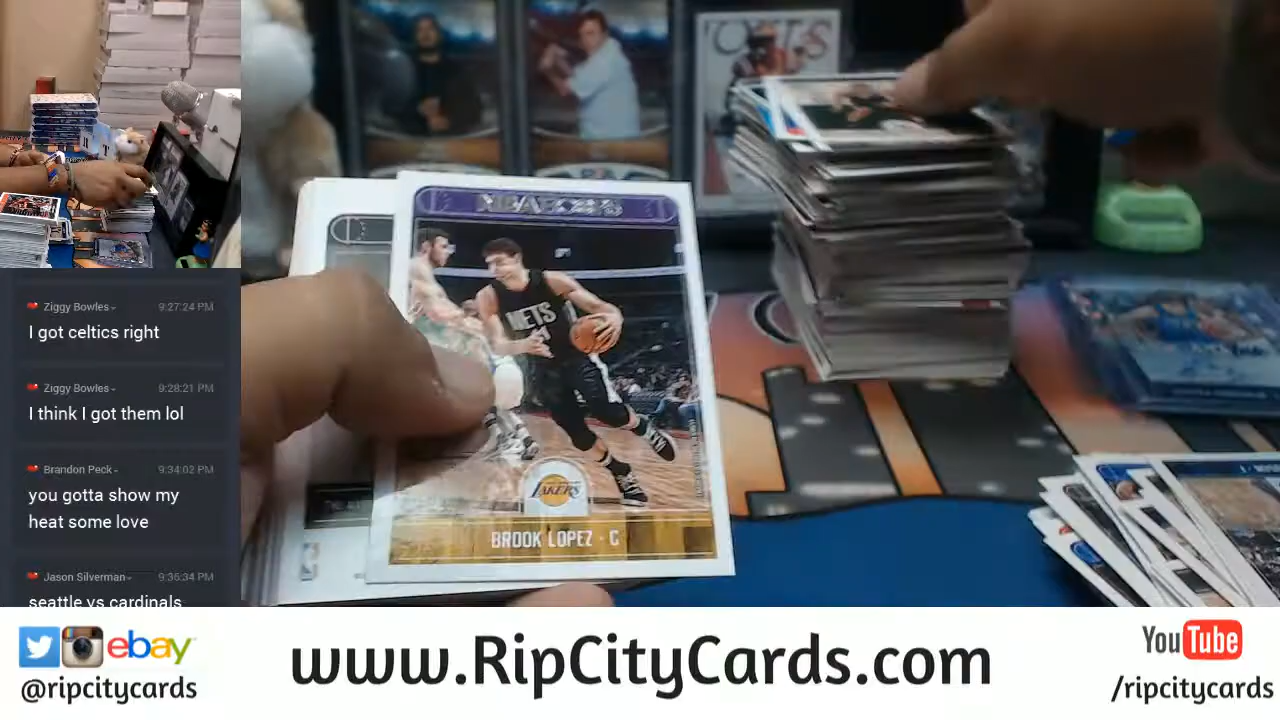 Ziggy Bowles 9:27:24 PM
I got celtics right
Ziggy Bowles 9:28:21 PM
I think I got them lol
Brandon Peck 9:34:02 PM
you gotta show my
heat some love
Jason Silverman 9:35:34 PM
seattle vs cardinals
NBA HOOPS
NETS
LAKERS
BROOK LOPEZ - C
ebay
@ripcitycards
www.RipCityCards.com
YouTube
/ripcitycards